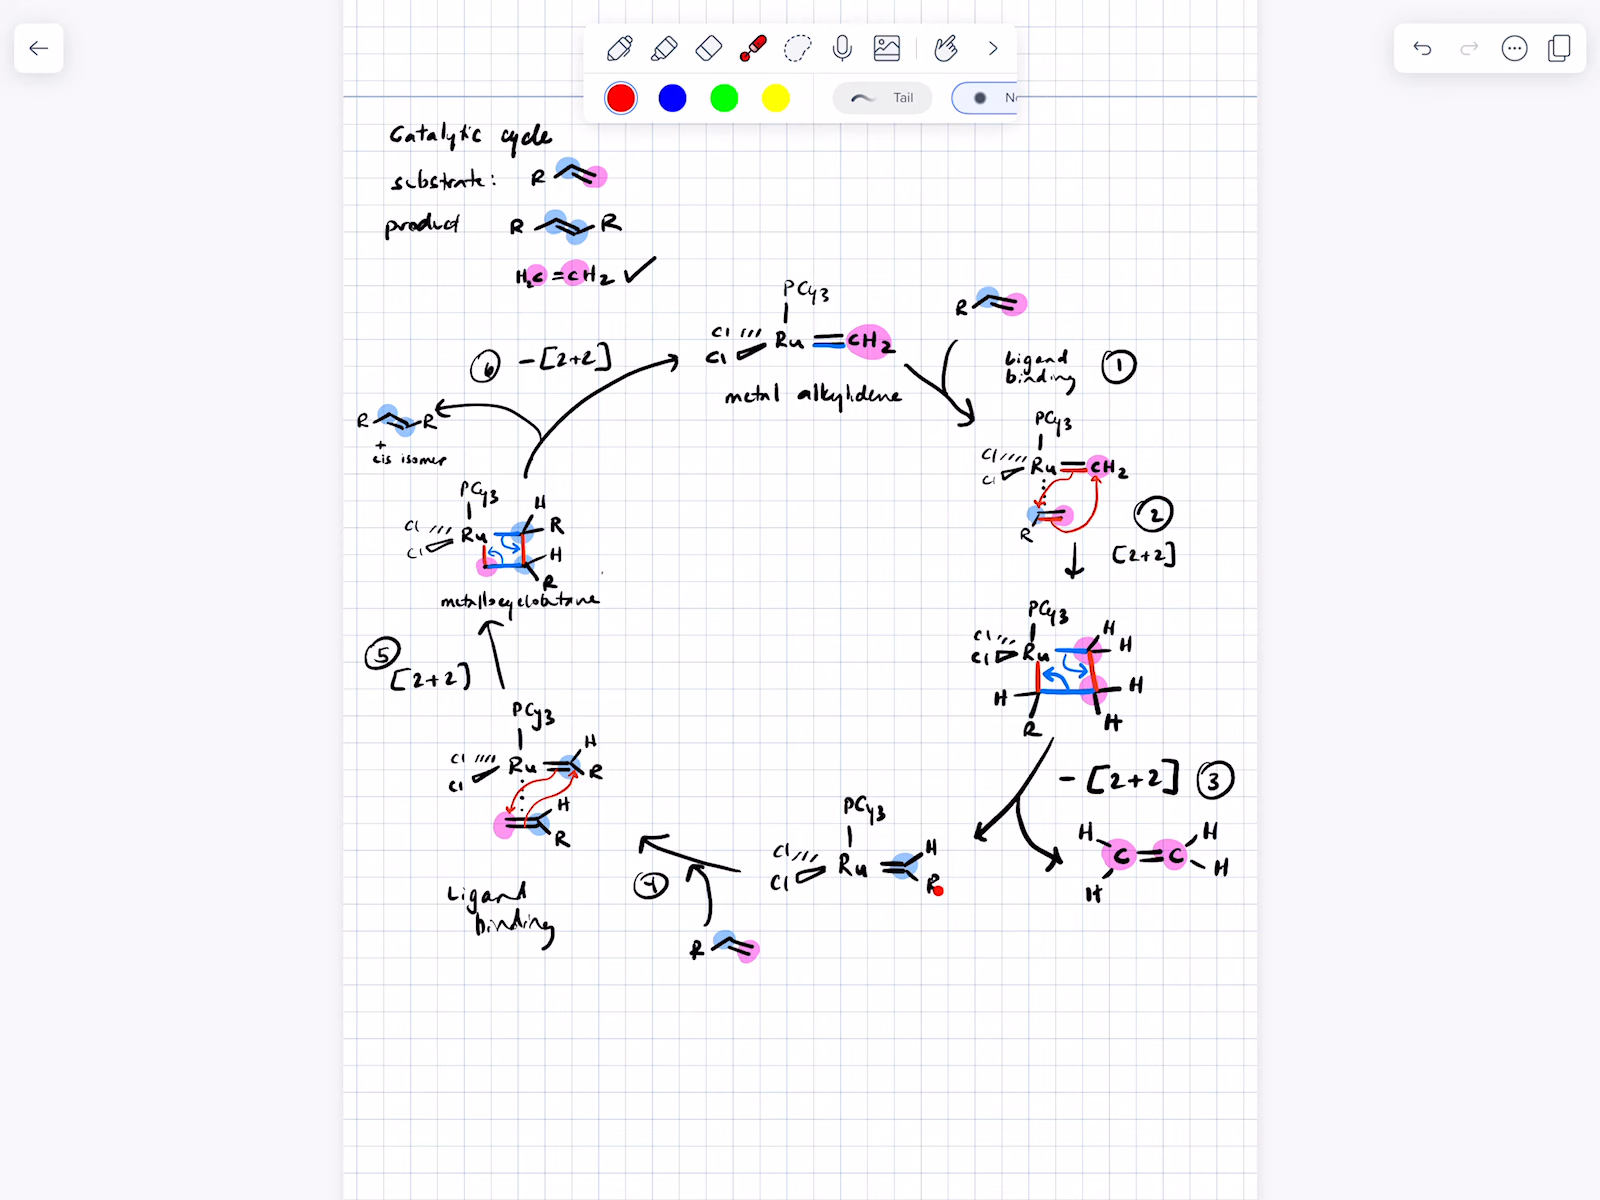 Tail
Catalytic cycle
substrate: R
product R R
H2C=CH2 ✓
PCy3
Cl
Cl Ru =CH2
metal alkylidene
R
Ligand
binding 1
6 -[2+2]
R R
+
cis isomer
PCy3
Cl
Cl Ru =CH2
R
2
[2+2]
PCy3
Cl
Cl Ru
H
R
H
R
metallocyclobutane
PCy3
Cl
Cl Ru
H
H
H
H
H
R
5
[2+2]
-[2+2] 3
PCy3
Cl
Cl Ru
H
R
H
R
PCy3
Cl
Cl Ru
H
R
H H
C=C
H H
4
R
Ligand
binding